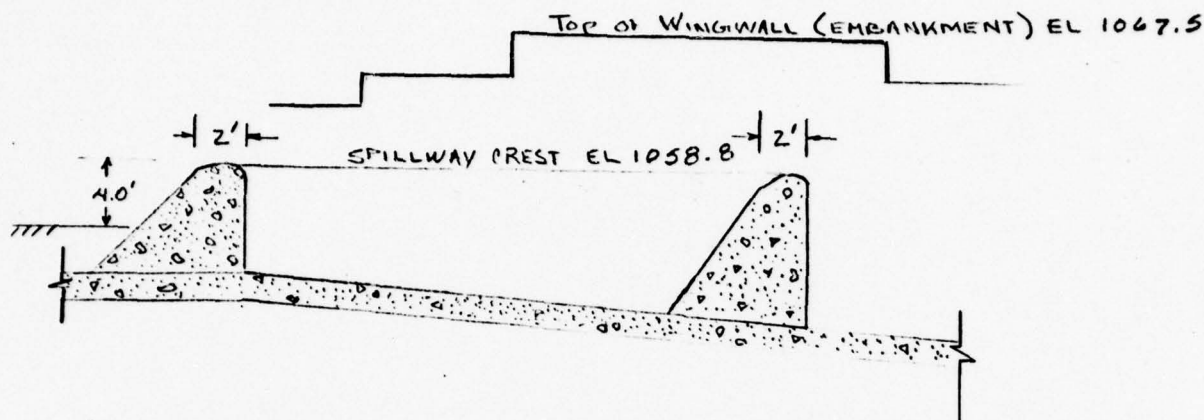 Top of WINGWALL (EMBANKMENT) EL 1067.5
2'
2'
SPILLWAY CREST EL 1058.8
4.0'